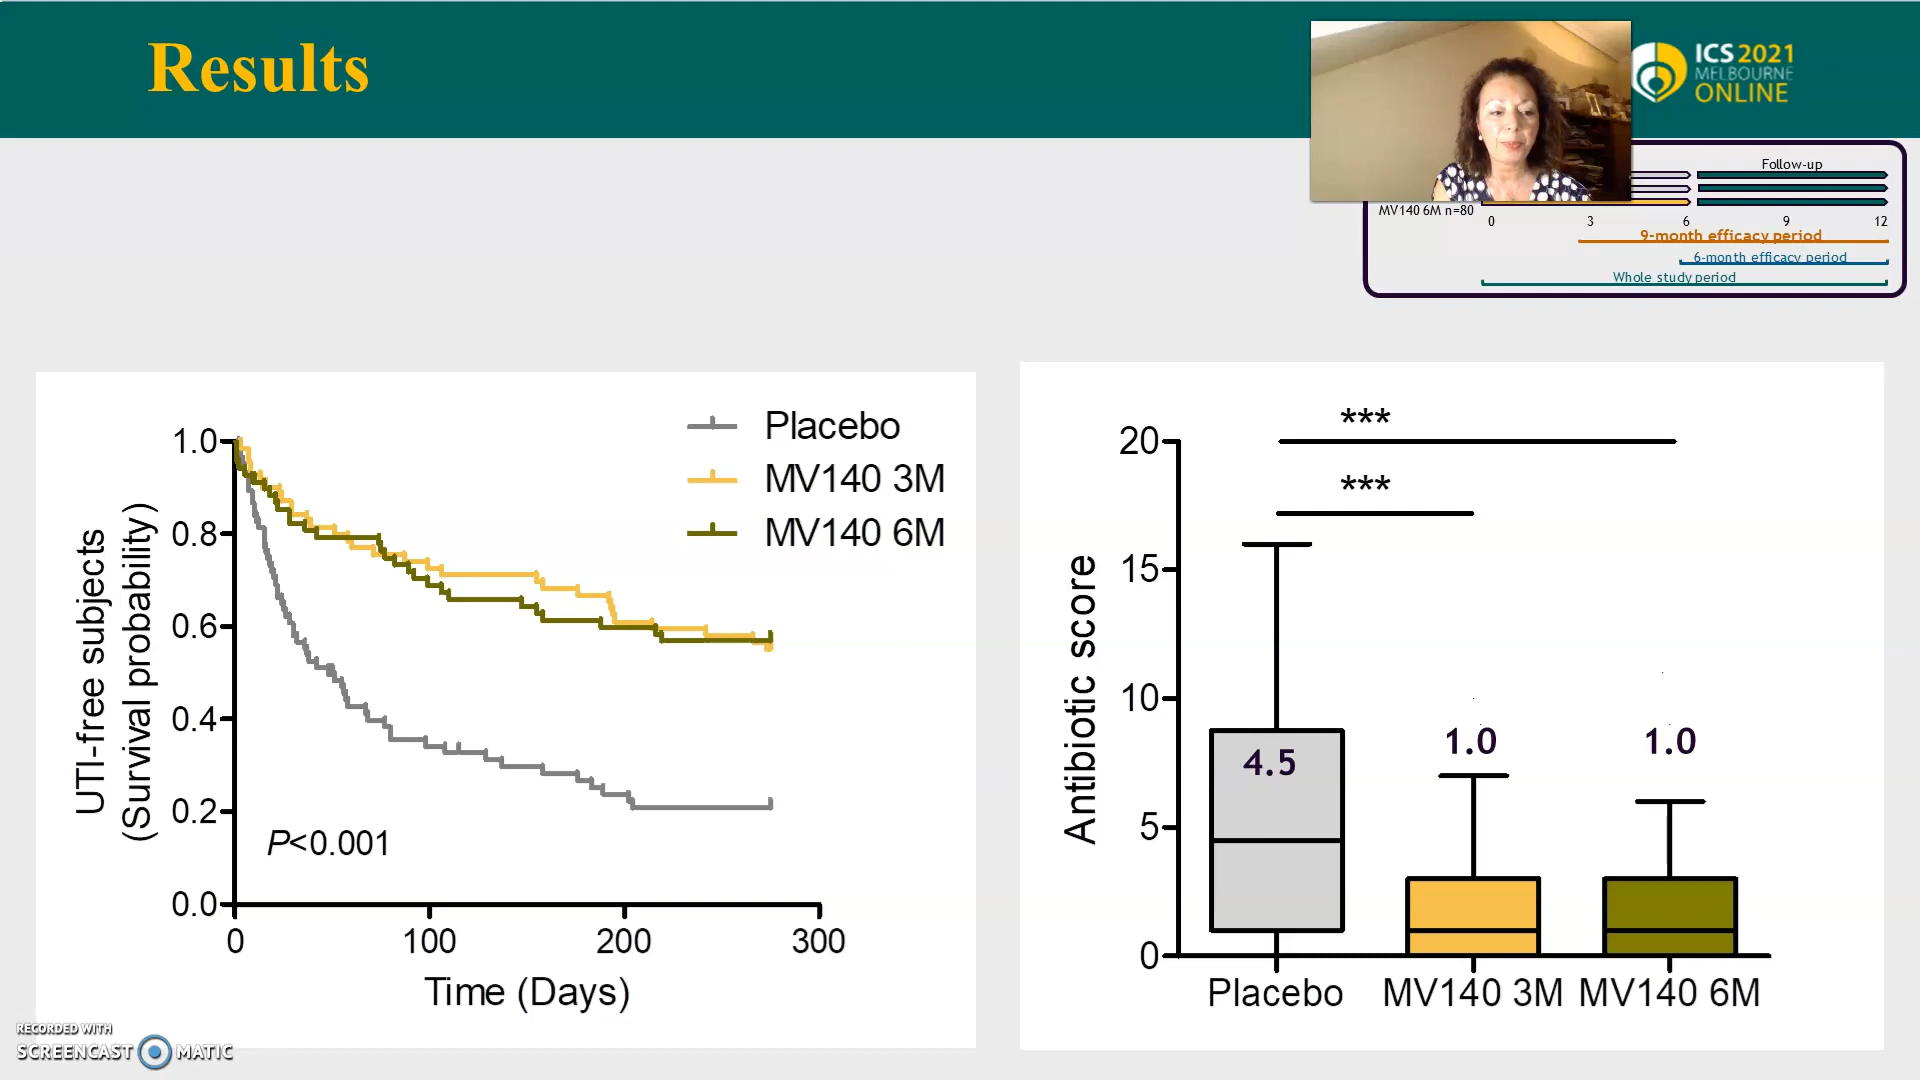 Results
ICS 2021
MELBOURNE
ONLINE
Follow-up
MV140 6M n=80
0 3 6 9 12
9-month efficacy period
6-month efficacy period
Whole study period
Placebo
MV140 3M
MV140 6M
UTI-free subjects
(Survival probability)
1.0
0.8
0.6
0.4
0.2
0.0
P<0.001
0 100 200 300
Time (Days)
***
***
Antibiotic score
20
15
10
5
0
4.5 1.0 1.0
Placebo MV140 3M MV140 6M
RECORDED WITH
SCREENCAST MATIC